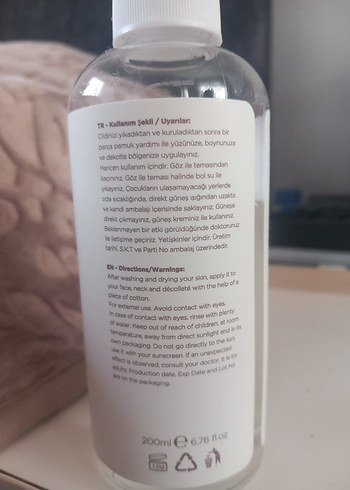 TR - Kullanım Şekli / Uyarılar:
Cildinizi yıkadıktan ve kuruladıktan sonra bir
parça pamuk yardımı ile yüzünüze, boynunuza
ve dekolte bölgenize uygulayınız.
Haricen kullanım içindir. Göz ile temasından
kaçınınız. Göz ile teması halinde bol su ile
yıkayınız. Çocukların ulaşamayacağı yerlerde
oda sıcaklığında, direkt güneş ışığından uzakta
ve kendi ambalajı içerisinde saklayınız. Güneşe
direkt çıkmayınız, güneş kreminiz ile kullanınız.
Beklenmeyen bir etki görüldüğünde doktorunuz
ile iletişime geçiniz. Yetişkinler içindir. Üretim
tarihi, S.K.T ve Parti No ambalaj üzerindedir.
EN - Directions/Warnings:
After washing and drying your skin, apply it to
your face, neck and décolleté with the help of a
piece of cotton.
For external use. Avoid contact with eyes.
In case of contact with eyes, rinse with plenty
of water. Keep out of reach of children, at room
temperature, away from direct sunlight and in its
own packaging. Do not go directly to the sun,
use it with your sunscreen. If an unexpected
effect is observed, consult your doctor. It is for
adults. Production date, Exp Date and Lot No
are on the packaging.
200ml ℮ 6.76 fl.oz
12M